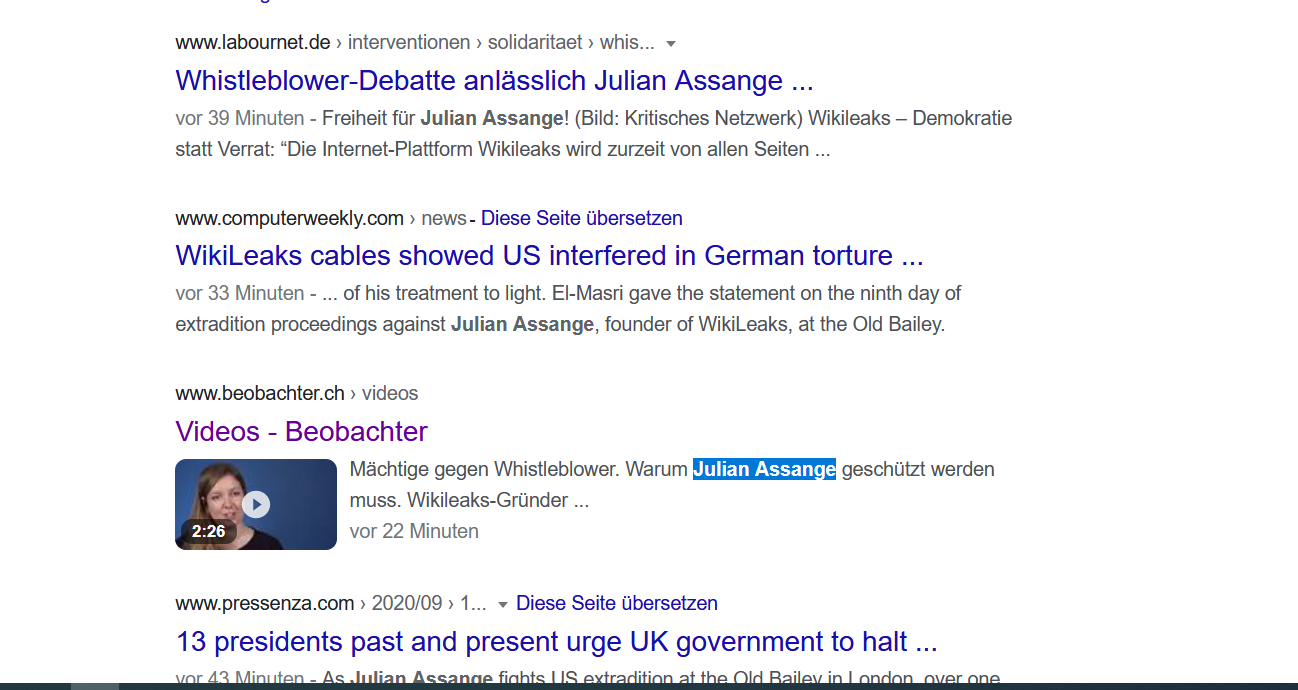 www.labournet.de › interventionen › solidaritaet › whis...
Whistleblower-Debatte anlässlich Julian Assange ...
vor 39 Minuten - Freiheit für Julian Assange! (Bild: Kritisches Netzwerk) Wikileaks – Demokratie
statt Verrat: “Die Internet-Plattform Wikileaks wird zurzeit von allen Seiten ...
www.computerweekly.com › news - Diese Seite übersetzen
WikiLeaks cables showed US interfered in German torture ...
vor 33 Minuten - ... of his treatment to light. El-Masri gave the statement on the ninth day of
extradition proceedings against Julian Assange, founder of WikiLeaks, at the Old Bailey.
www.beobachter.ch › videos
Videos - Beobachter
Mächtige gegen Whistleblower. Warum Julian Assange geschützt werden
muss. Wikileaks-Gründer ...
2:26
vor 22 Minuten
www.pressenza.com › 2020/09 › 1... Diese Seite übersetzen
13 presidents past and present urge UK government to halt ...
vor 43 Minuten - As Julian Assange fights US extradition at the Old Bailey in London, over one